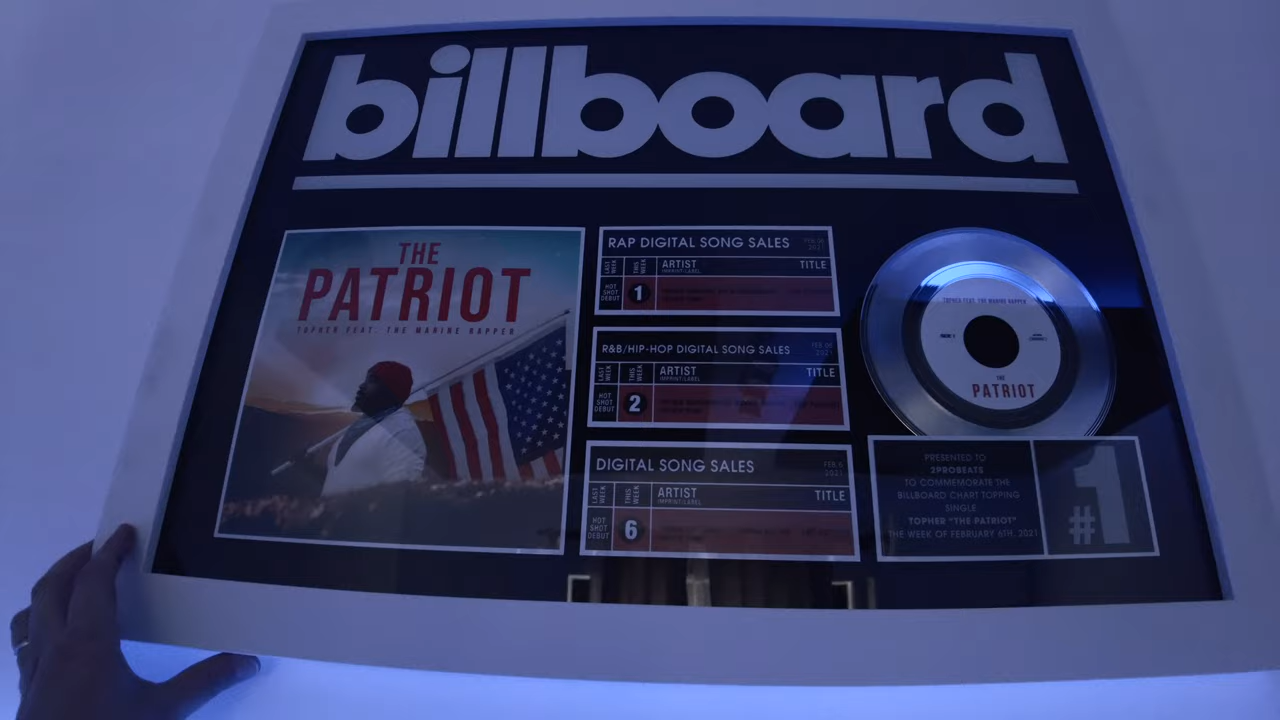 billboard
THE
PATRIOT
TOPHER FEAT. THE MARINE RAPPER
RAP DIGITAL SONG SALES
FEB. 06
2021
LAST WEEK
THIS WEEK
ARTIST
IMPRINT/LABEL
TITLE
HOT SHOT DEBUT
1
R&B/HIP-HOP DIGITAL SONG SALES
FEB. 06
2021
LAST WEEK
THIS WEEK
ARTIST
IMPRINT/LABEL
TITLE
HOT SHOT DEBUT
2
DIGITAL SONG SALES
FEB. 6
2021
LAST WEEK
THIS WEEK
ARTIST
IMPRINT/LABEL
TITLE
HOT SHOT DEBUT
6
TOPHER FEAT. THE MARINE RAPPER
SIDE 1
THE
PATRIOT
PRESENTED TO
2PROBEATS
TO COMMEMORATE THE
BILLBOARD CHART TOPPING
SINGLE
TOPHER "THE PATRIOT"
THE WEEK OF FEBRUARY 6TH, 2021
#1